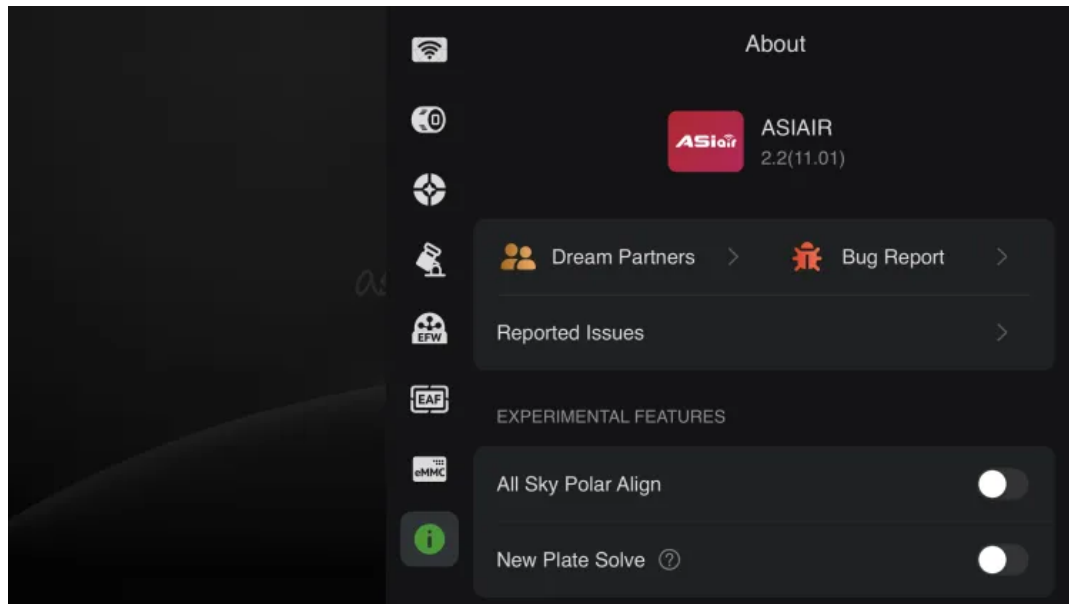 About
ASIair
ASIAIR
2.2(11.01)
Dream Partners
Bug Report
EFW
Reported Issues
EAF
EXPERIMENTAL FEATURES
eMMC
All Sky Polar Align
New Plate Solve ?